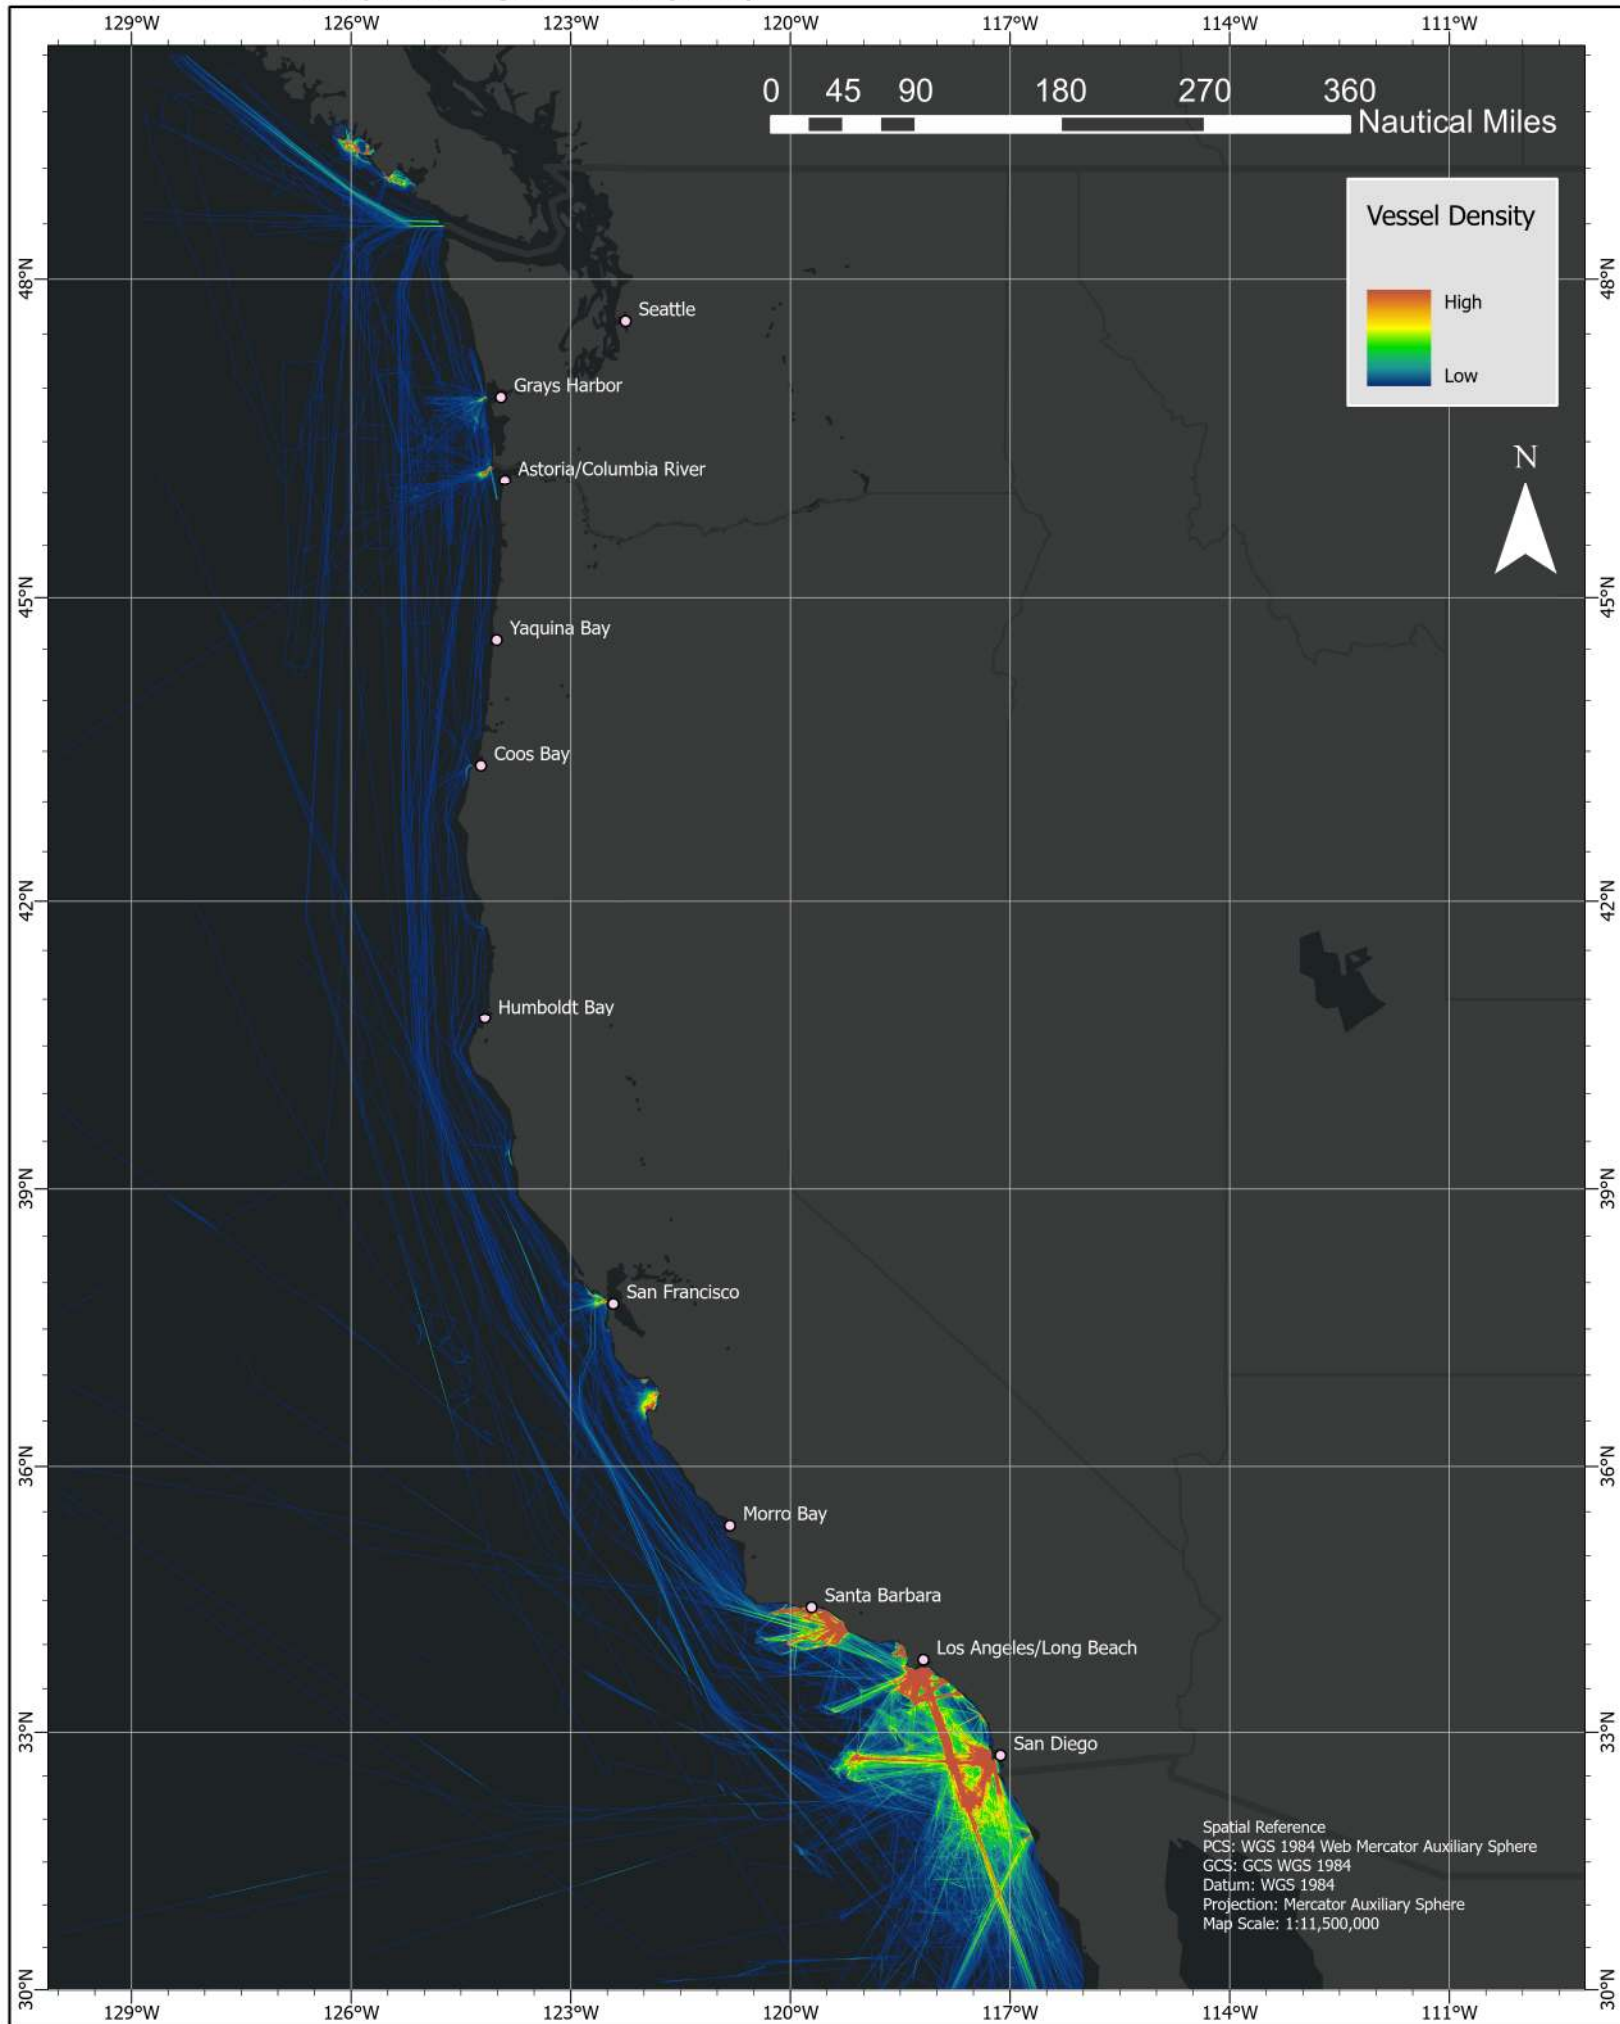 129°W 126°W 123°W 120°W 117°W 114°W 111°W
0 45 90 180 270 360
Nautical Miles
Vessel Density
High
Low
N
48°N 48°N
Seattle
Grays Harbor
Astoria/Columbia River
45°N 45°N
Yaquina Bay
Coos Bay
42°N 42°N
Humboldt Bay
39°N 39°N
San Francisco
36°N 36°N
Morro Bay
Santa Barbara
Los Angeles/Long Beach
33°N 33°N
San Diego
Spatial Reference
PCS: WGS 1984 Web Mercator Auxiliary Sphere
GCS: GCS WGS 1984
Datum: WGS 1984
Projection: Mercator Auxiliary Sphere
Map Scale: 1:11,500,000
30°N 30°N
129°W 126°W 123°W 120°W 117°W 114°W 111°W